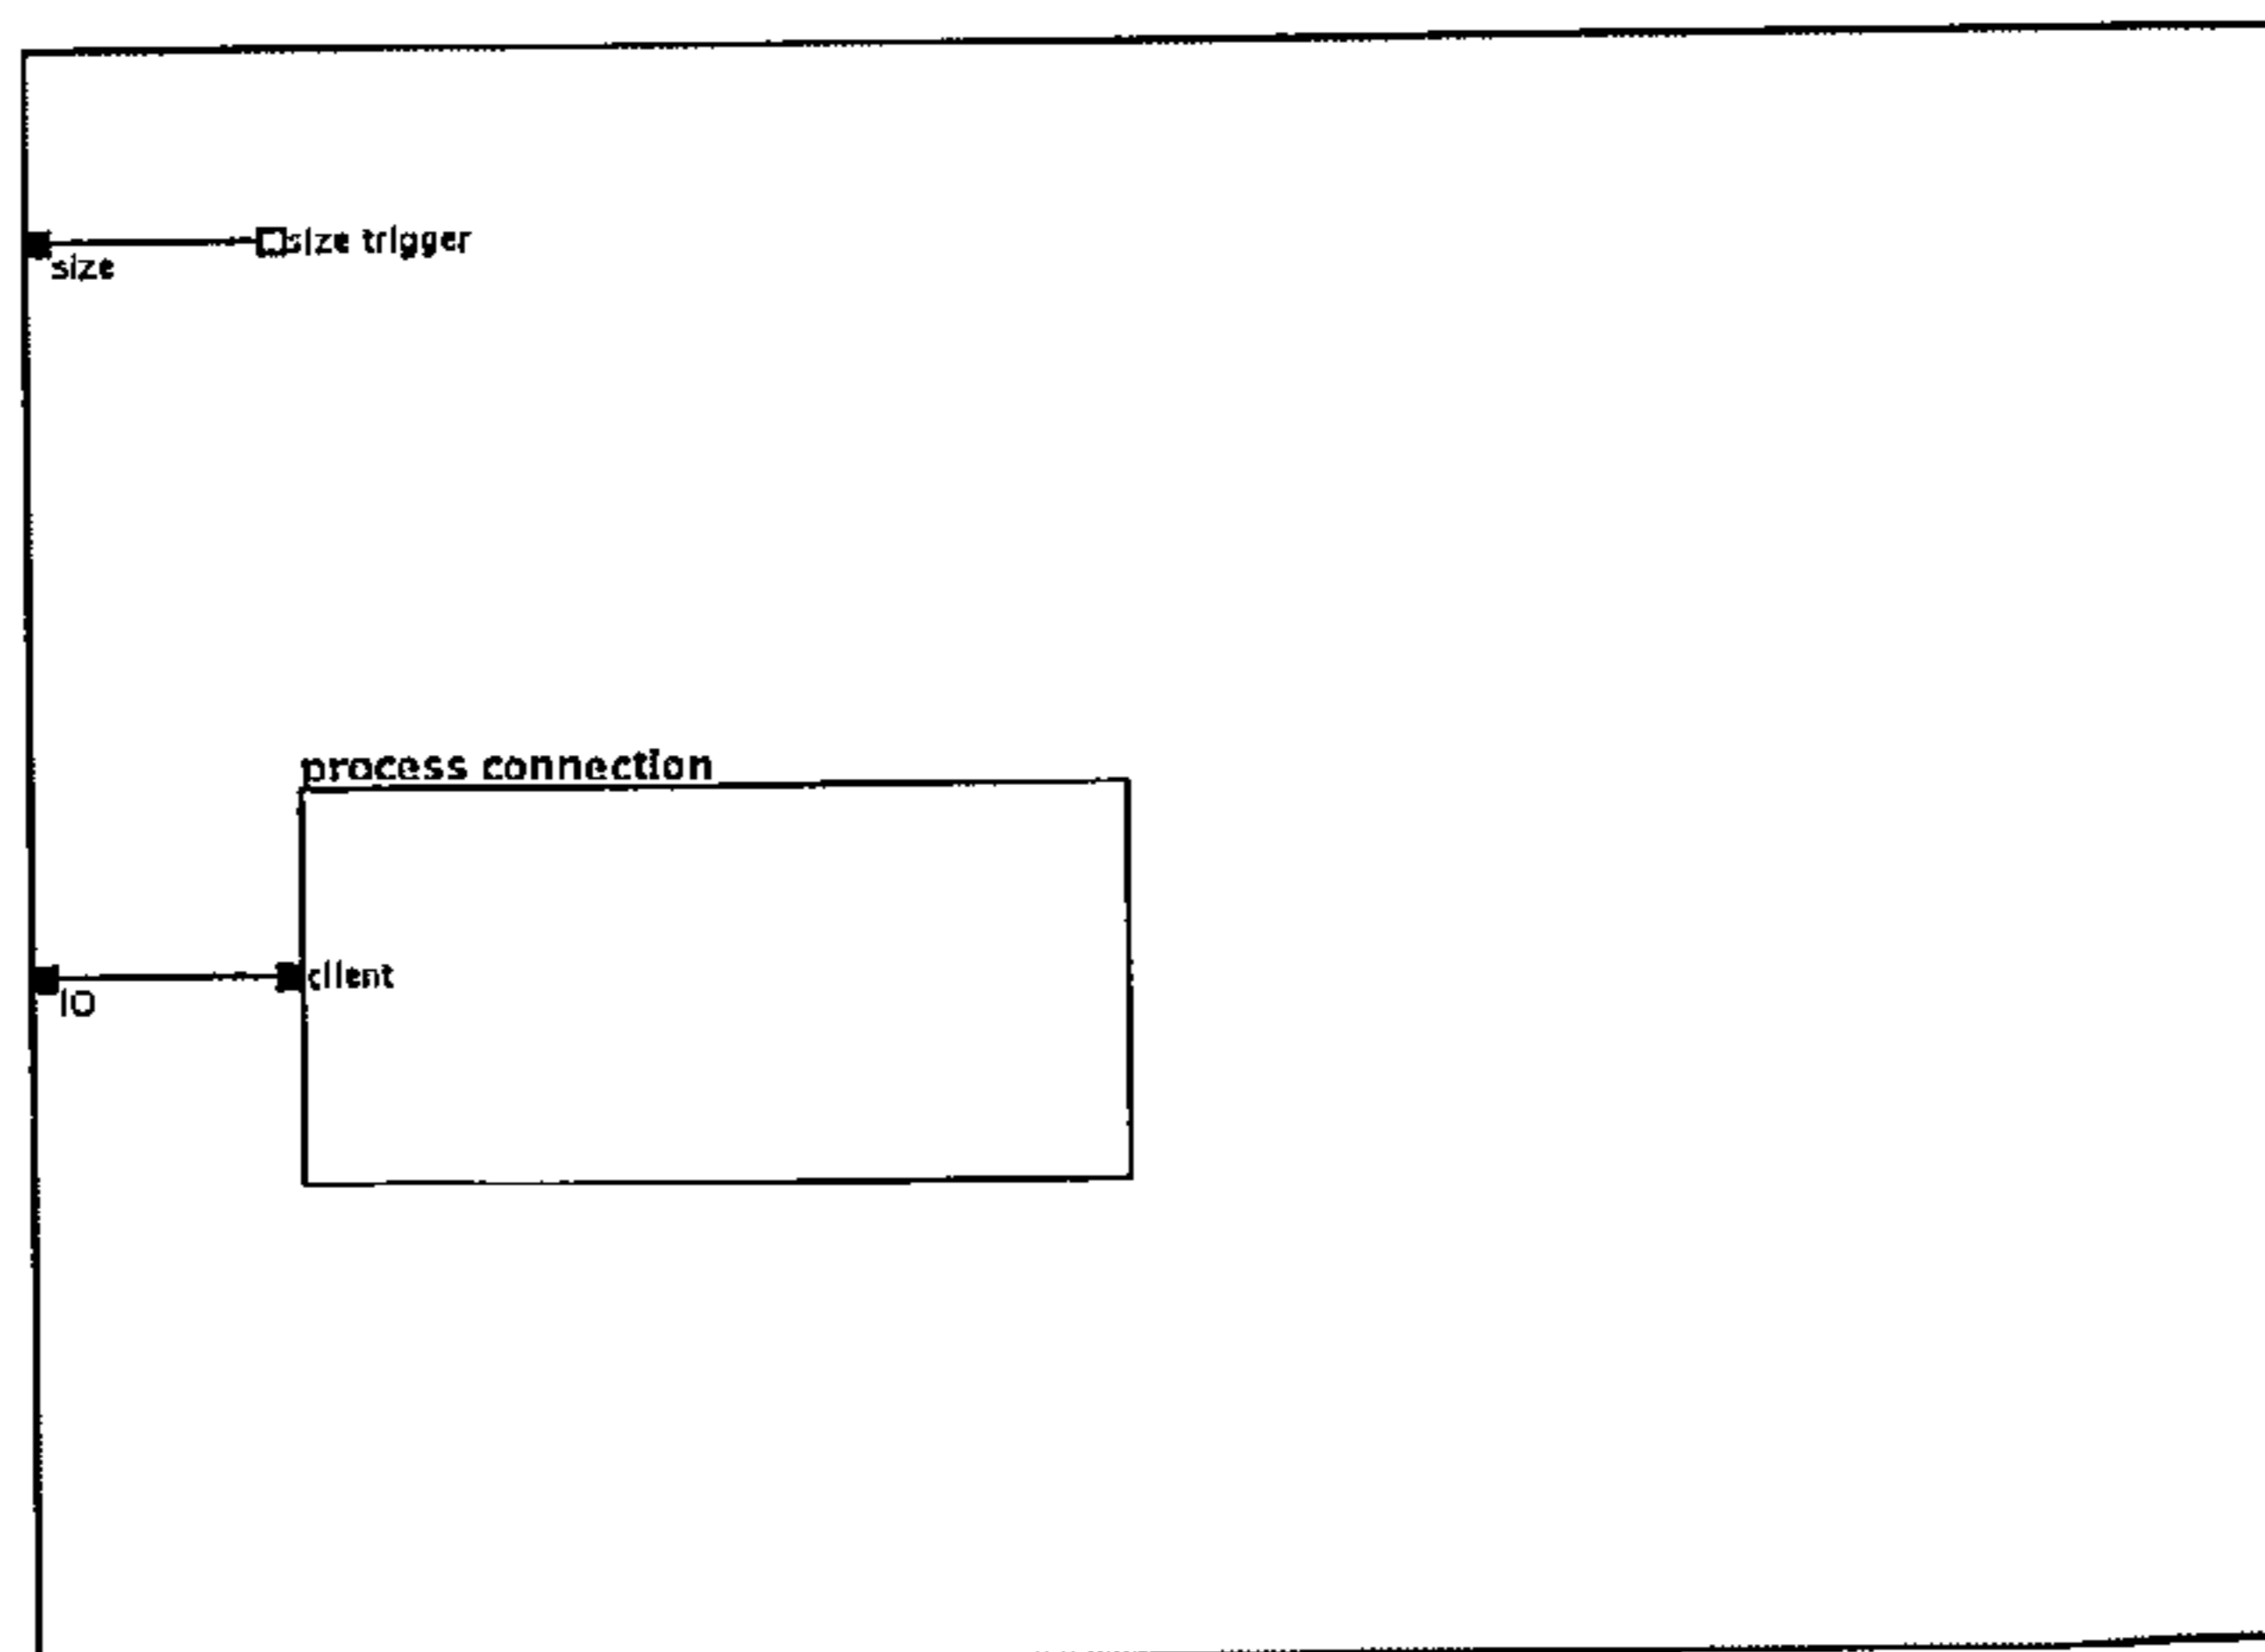 size trigger
size
process connection
client
IO